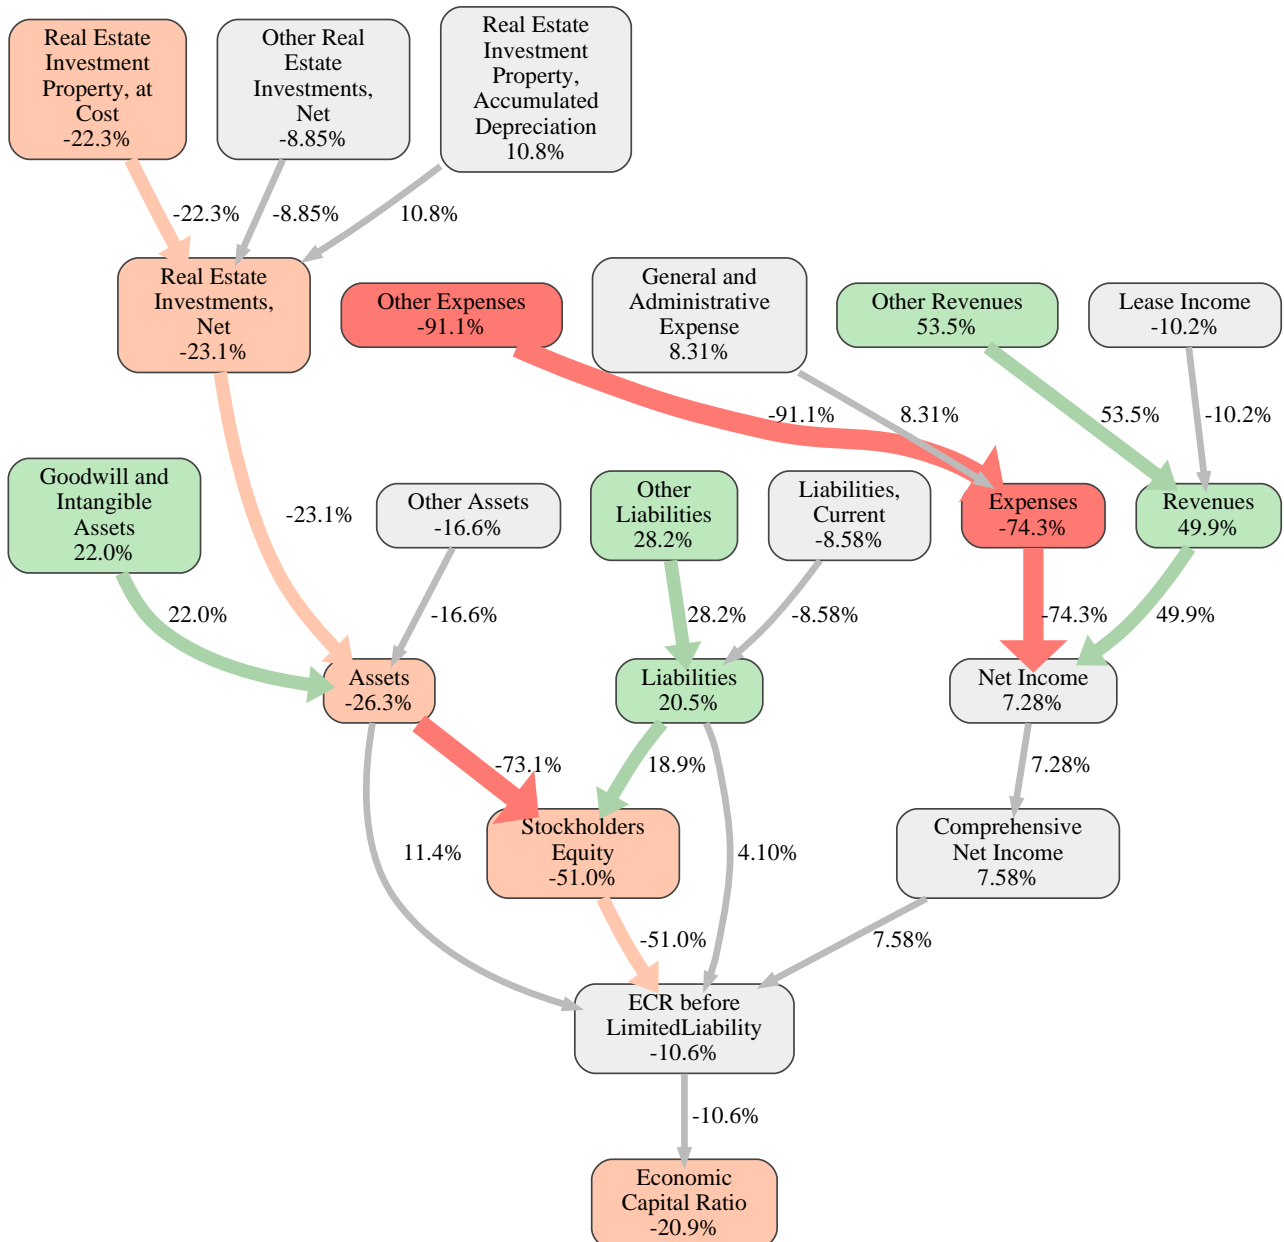 Real Estate
Investment
Property, at
Cost
-22.3%
Other Real
Estate
Investments,
Net
-8.85%
Real Estate
Investment
Property,
Accumulated
Depreciation
10.8%
-22.3%
-8.85%
10.8%
Real Estate
Investments,
Net
-23.1%
Other Expenses
-91.1%
General and
Administrative
Expense
8.31%
Other Revenues
53.5%
Lease Income
-10.2%
-91.1%
8.31%
53.5%
-10.2%
Goodwill and
Intangible
Assets
22.0%
-23.1%
Other Assets
-16.6%
Other
Liabilities
28.2%
Liabilities,
Current
-8.58%
Expenses
-74.3%
Revenues
49.9%
22.0%
-16.6%
28.2%
-8.58%
-74.3%
49.9%
Assets
-26.3%
Liabilities
20.5%
Net Income
7.28%
-73.1%
18.9%
7.28%
11.4%
Stockholders
Equity
-51.0%
4.10%
Comprehensive
Net Income
7.58%
-51.0%
7.58%
ECR before
LimitedLiability
-10.6%
-10.6%
Economic
Capital Ratio
-20.9%